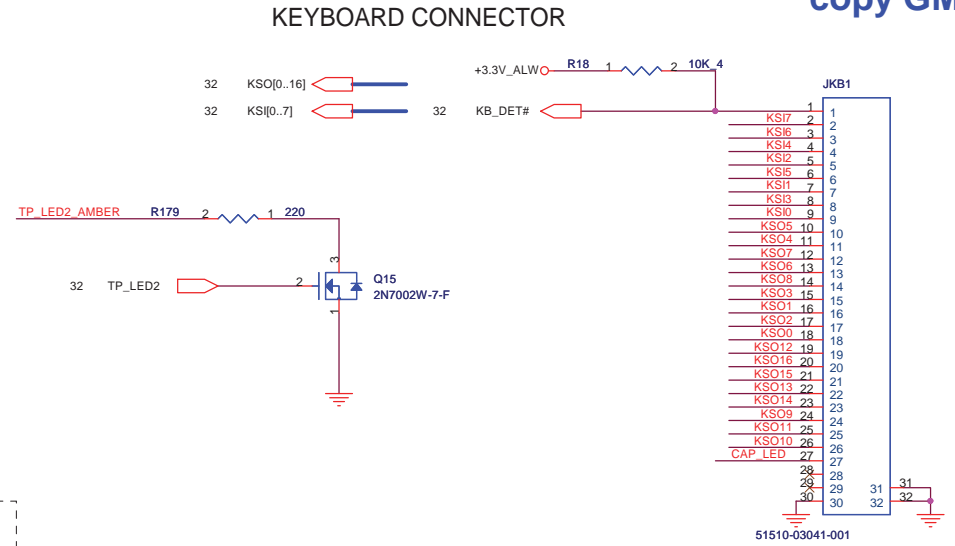 copy GM
KEYBOARD CONNECTOR
+3.3V_ALW R18 1 2 10K_4
32 KSO[0..16]
32 KSI[0..7]
32 KB_DET#
JKB1
1 1
KSI7 2 2
KSI6 3 3
KSI4 4 4
KSI2 5 5
KSI5 6 6
KSI1 7 7
KSI3 8 8
KSI0 9 9
KSO5 10 10
KSO4 11 11
KSO7 12 12
KSO6 13 13
KSO8 14 14
KSO3 15 15
KSO1 16 16
KSO2 17 17
KSO0 18 18
KSO12 19 19
KSO16 20 20
KSO15 21 21
KSO13 22 22
KSO14 23 23
KSO9 24 24
KSO11 25 25
KSO10 26 26
CAP_LED 27 27
28 28
29 29 31 31
30 30 32 32
51510-03041-001
TP_LED2_AMBER R179 2 1 220
3
32 TP_LED2 2
1
Q15
2N7002W-7-F